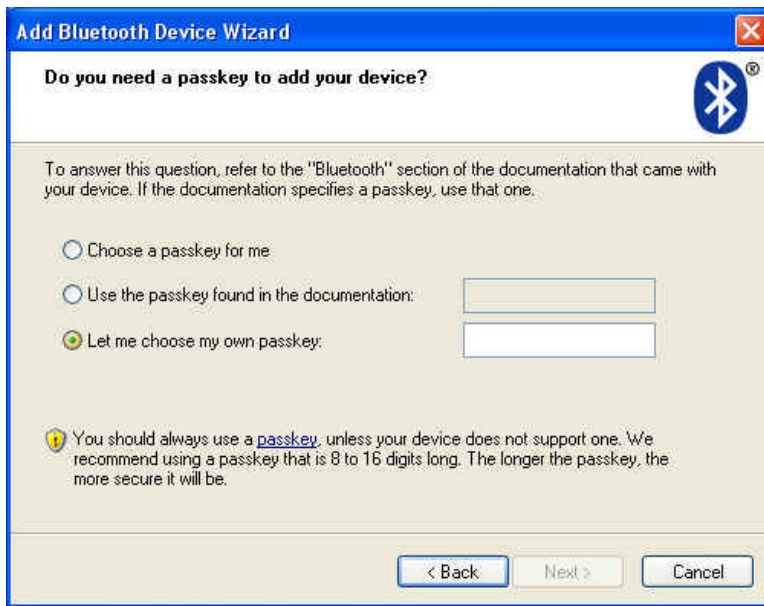 Add Bluetooth Device Wizard
Do you need a passkey to add your device?
®
To answer this question, refer to the "Bluetooth" section of the documentation that came with
your device. If the documentation specifies a passkey, use that one.
Choose a passkey for me
Use the passkey found in the documentation:
Let me choose my own passkey:
You should always use a passkey, unless your device does not support one. We
recommend using a passkey that is 8 to 16 digits long. The longer the passkey, the
more secure it will be.
< Back Next > Cancel